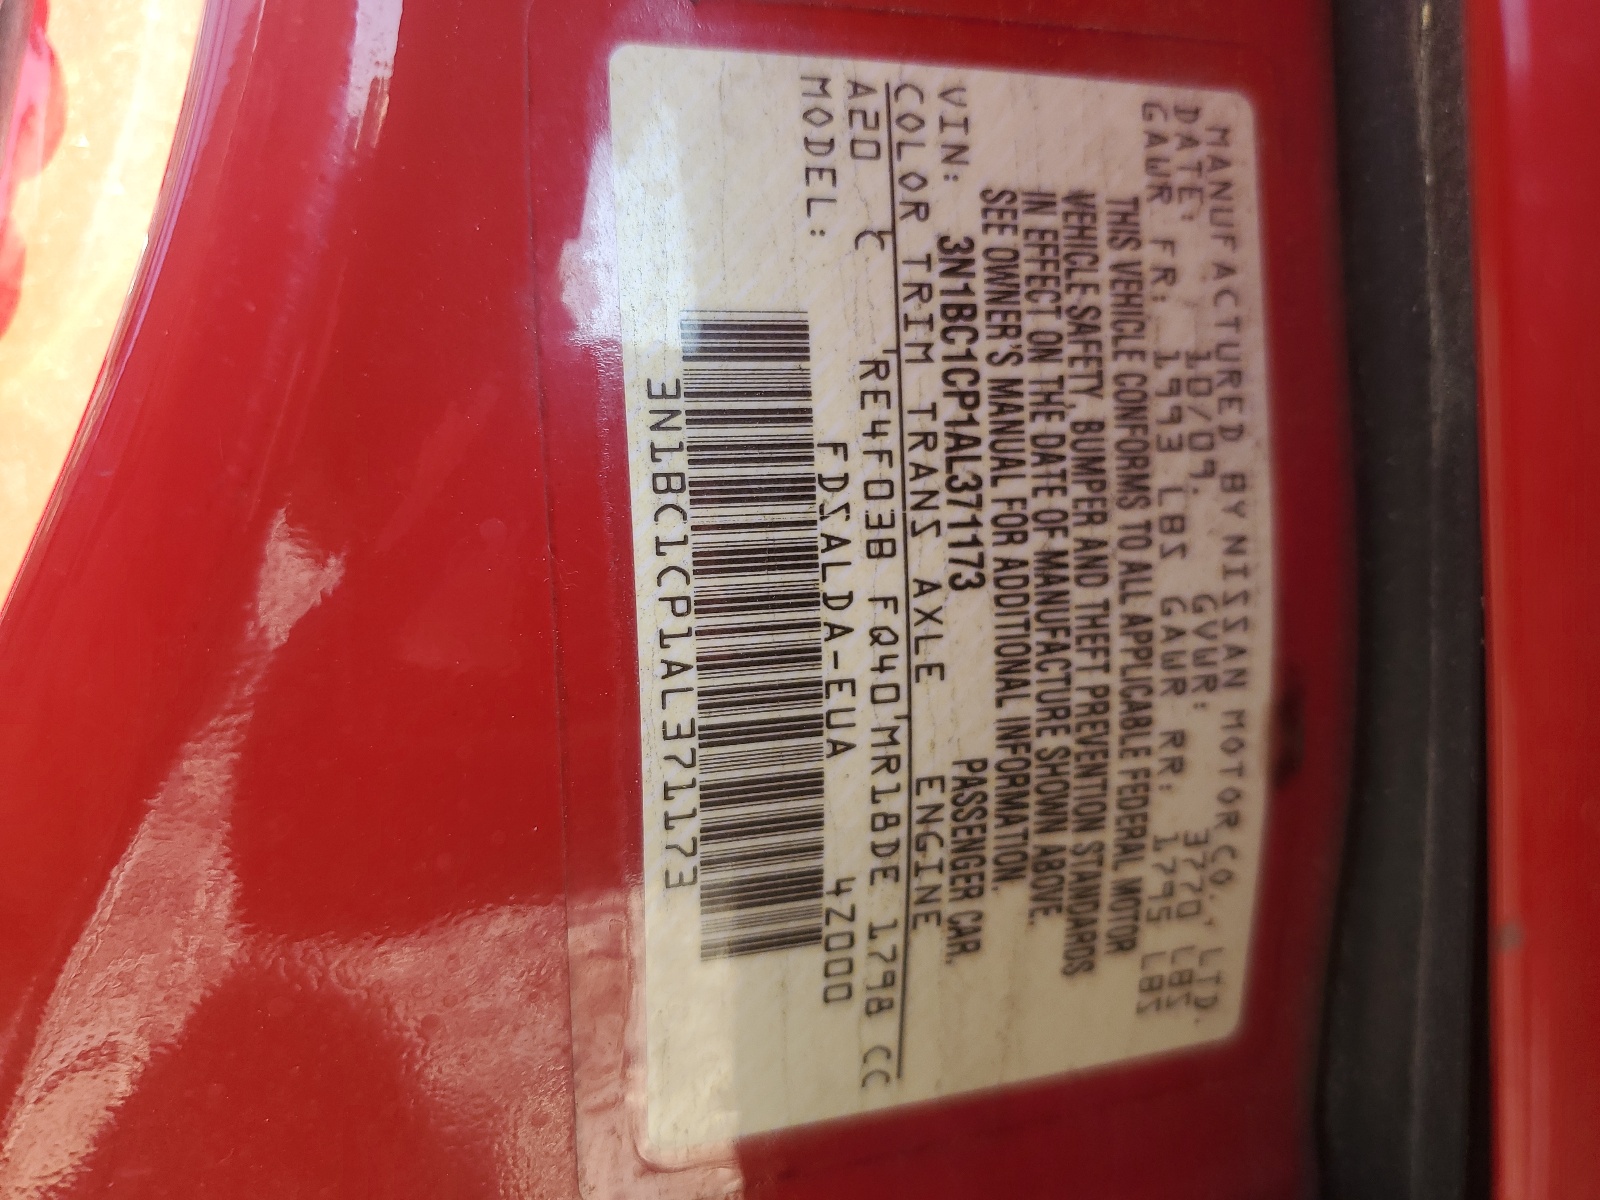 MANUFACTURED BY NISSAN MOTOR CO., LTD.
DATE: 10/09. GVWR: 3770 LBS
GAWR FR: 1993 LBS GAWR RR: 1795 LBS
THIS VEHICLE CONFORMS TO ALL APPLICABLE FEDERAL MOTOR
VEHICLE SAFETY, BUMPER AND THEFT PREVENTION STANDARDS
IN EFFECT ON THE DATE OF MANUFACTURE SHOWN ABOVE.
SEE OWNER'S MANUAL FOR ADDITIONAL INFORMATION.
VIN: 3N1BC1CP1AL371173 PASSENGER CAR.
COLOR TRIM TRANS AXLE ENGINE
A20 C RE4F03B FQ40 MR18DE 1798 CC
MODEL: FDSALDA-EUA 4Z000
3N1BC1CP1AL371173